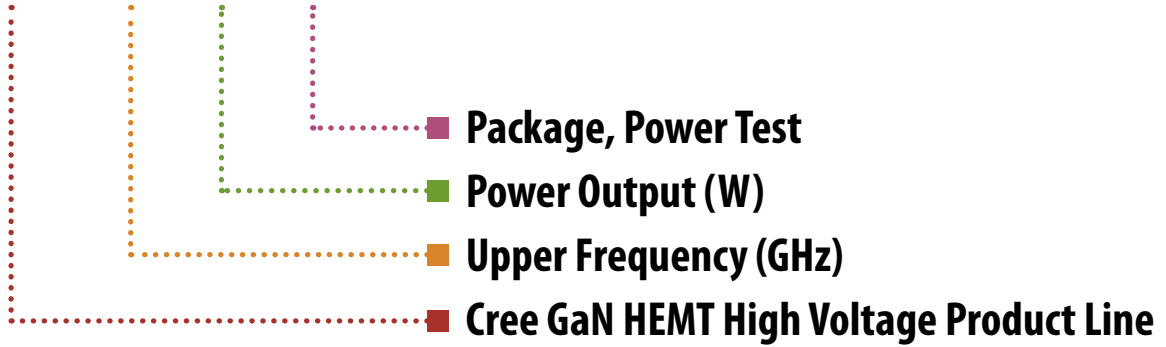 Package, Power Test
Power Output (W)
Upper Frequency (GHz)
Cree GaN HEMT High Voltage Product Line